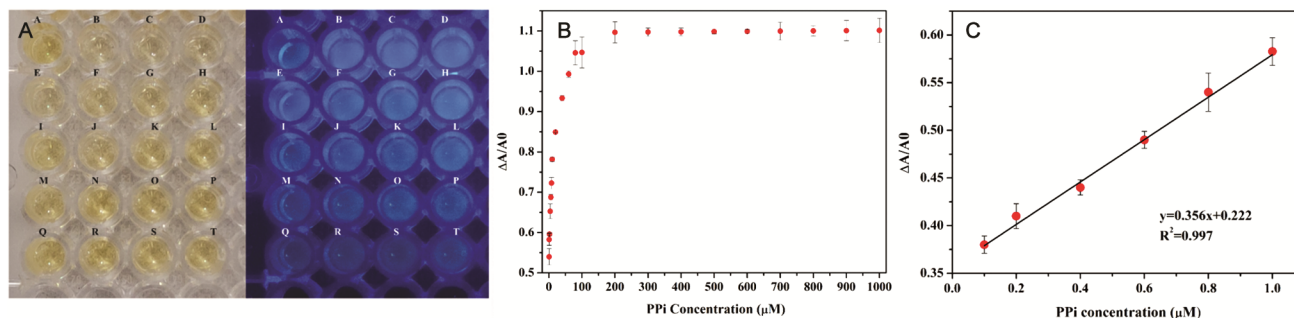 A
A B C D
E F G H
I J K L
M N O P
Q R S T
A B C D
E F G H
I J K L
M N O P
Q R S T
B
ΔA/A0
1.1
1.0
0.9
0.8
0.7
0.6
0.5
0 100 200 300 400 500 600 700 800 900 1000
PPi Concentration (μM)
C
ΔA/A0
0.60
0.55
0.50
0.45
0.40
0.35
y=0.356x+0.222
R²=0.997
0.0 0.2 0.4 0.6 0.8 1.0
PPi concentration (μM)